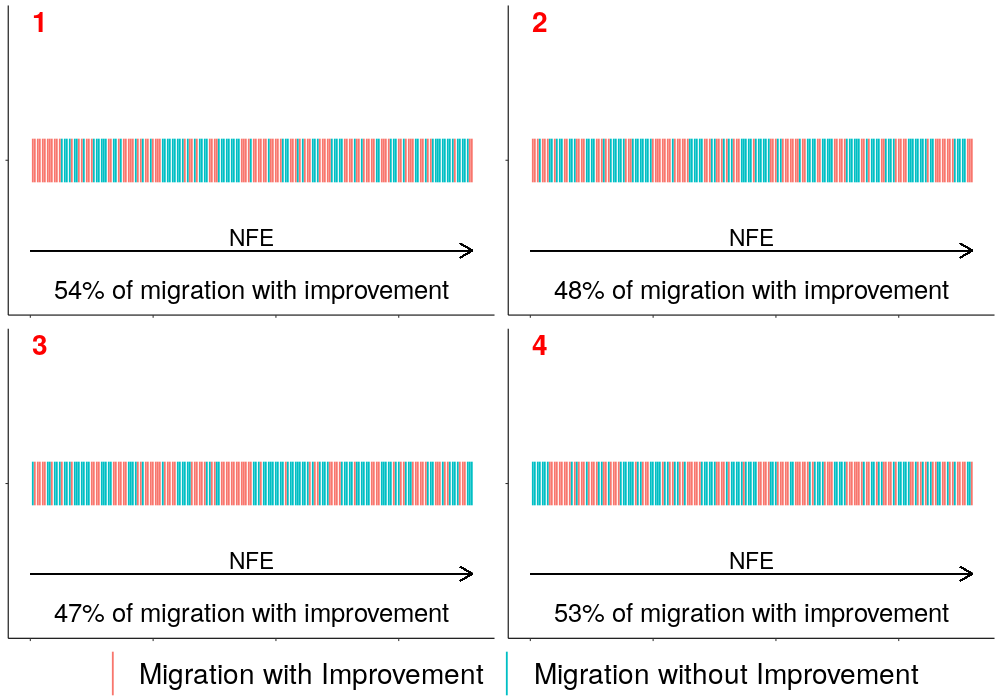 1
NFE
54% of migration with improvement
2
NFE
48% of migration with improvement
3
NFE
47% of migration with improvement
4
NFE
53% of migration with improvement
Migration with Improvement
Migration without Improvement